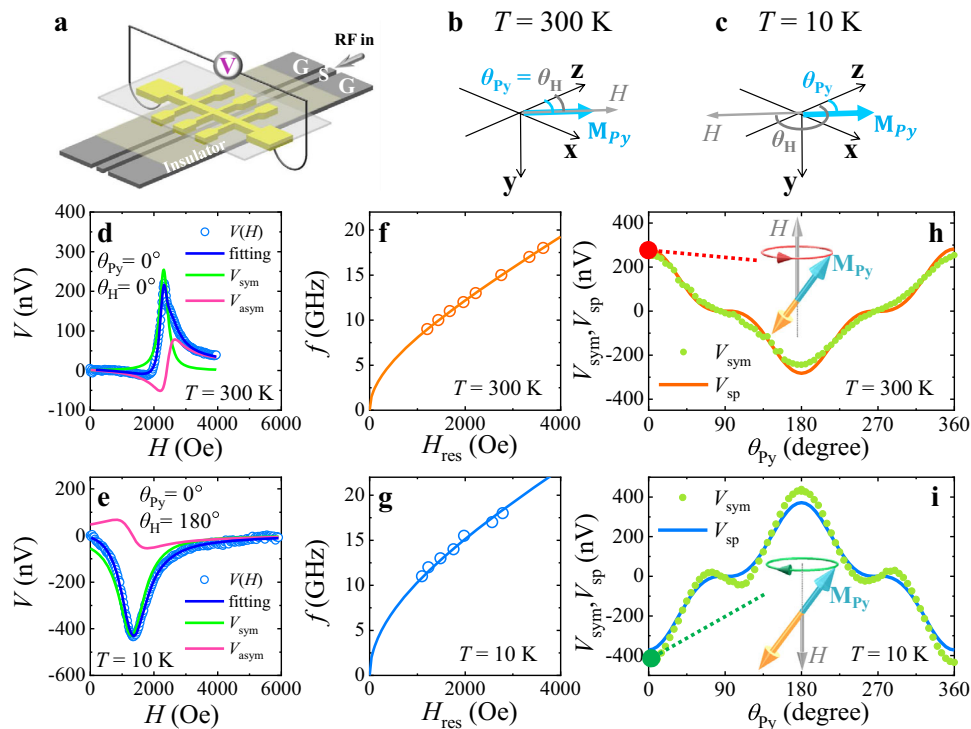 a
V
RF in
G
S
G
Insulator
b T = 300 K
θPy = θH
z
H
MPy
x
y
c T = 10 K
z
θPy
H
MPy
θH
x
y
d
θPy= 0°
θH= 0°
V(H)
fitting
Vsym
Vasym
T = 300 K
V (nV)
400
300
200
100
0
-100
0 2000 4000 6000
H (Oe)
f
T = 300 K
f (GHz)
20
15
10
5
0
0 1000 2000 3000 4000
Hres (Oe)
h
H
MPy
Vsym
Vsp
T = 300 K
Vsym, Vsp (nV)
400
200
0
-200
-400
0 90 180 270 360
θPy (degree)
e
θPy= 0°
θH= 180°
V(H)
fitting
Vsym
Vasym
T = 10 K
V (nV)
200
0
-200
-400
-600
0 2000 4000 6000
H (Oe)
g
T = 10 K
f (GHz)
20
15
10
5
0
0 2000 4000
Hres (Oe)
i
Vsym
Vsp
MPy
H
T = 10 K
Vsym, Vsp (nV)
400
200
0
-200
-400
0 90 180 270 360
θPy (degree)